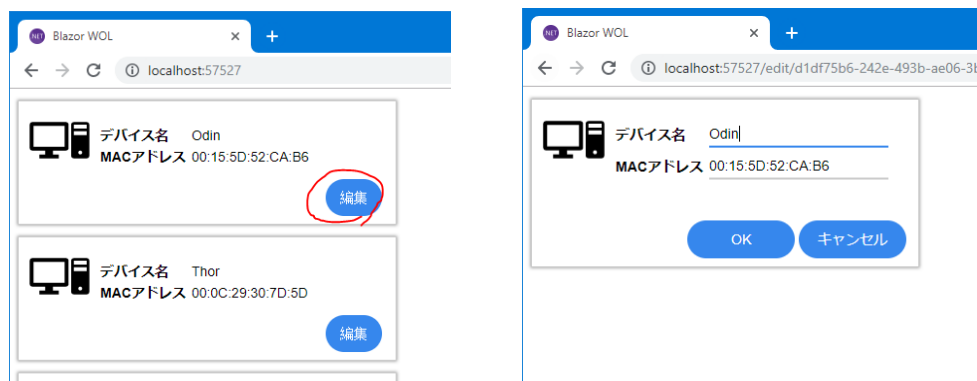 Blazor WOL
localhost:57527
デバイス名 Odin
MACアドレス 00:15:5D:52:CA:B6
編集
デバイス名 Thor
MACアドレス 00:0C:29:30:7D:5D
編集
Blazor WOL
localhost:57527/edit/d1df75b6-242e-493b-ae06-3b
デバイス名 Odin
MACアドレス 00:15:5D:52:CA:B6
OK キャンセル